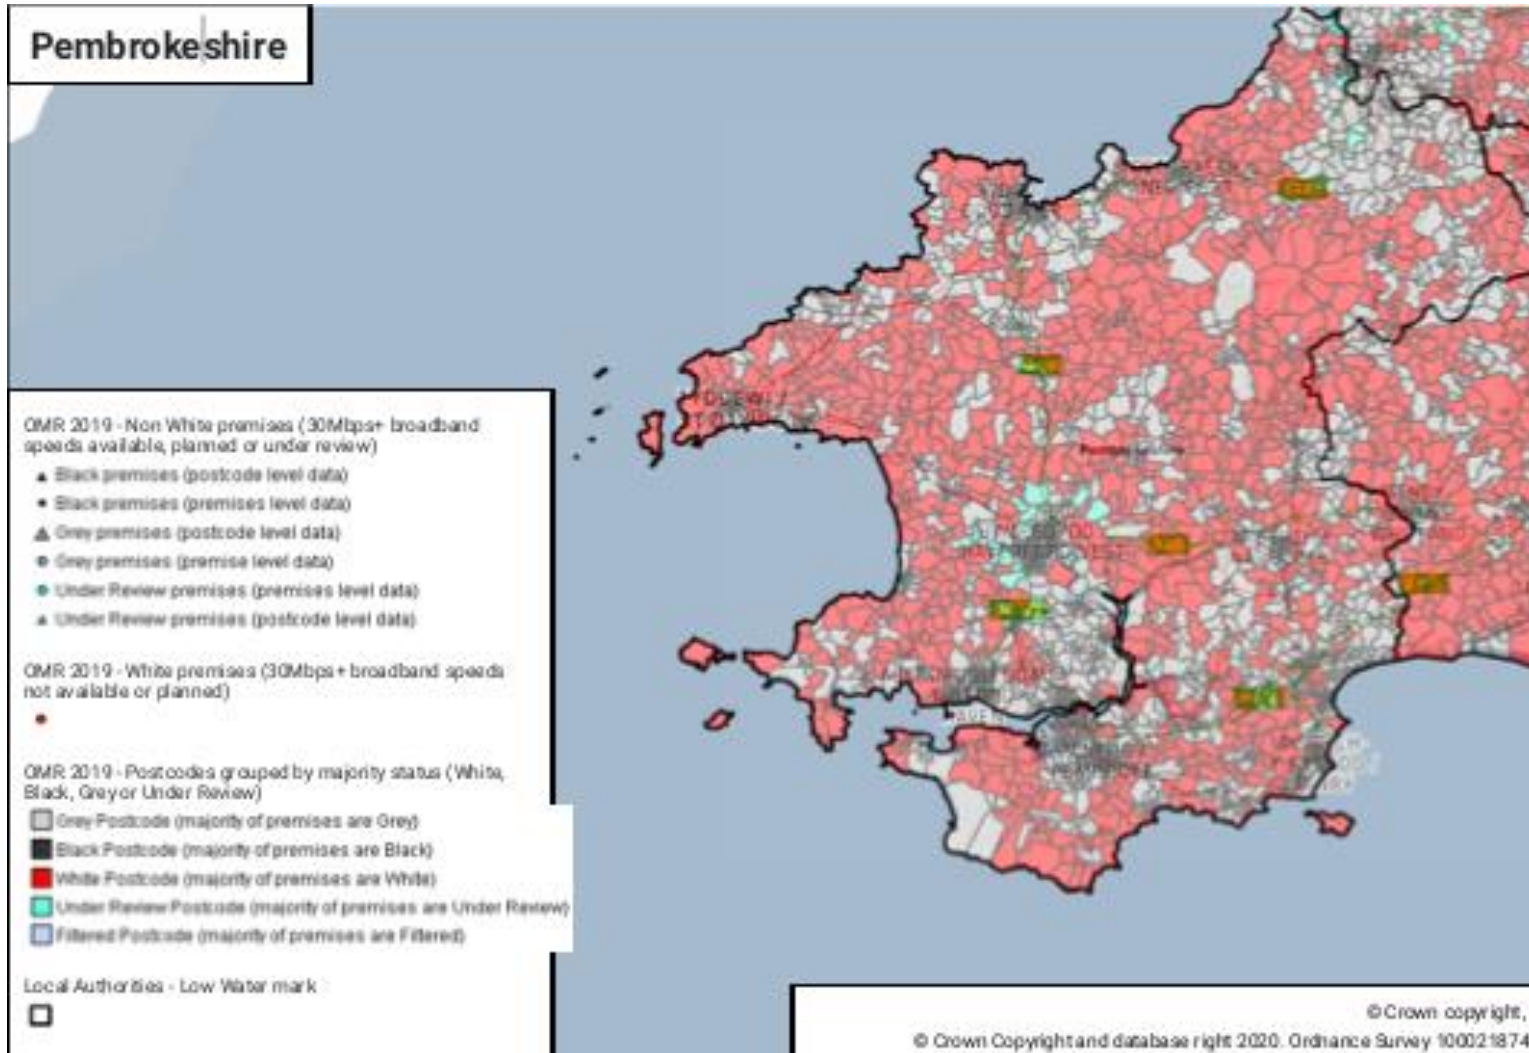 Pembrokeshire
OMR 2019 - Non White premises (30Mbps+ broadband
speeds available, planned or under review)
Black premises (postcode level data)
Black premises (premises level data)
Grey premises (postcode level data)
Grey premises (premise level data)
Under Review premises (premises level data)
Under Review premises (postcode level data)
OMR 2019 - White premises (30Mbps+ broadband speeds
not available or planned)
OMR 2019 - Postcodes grouped by majority status (White,
Black, Grey or Under Review)
Grey Postcode (majority of premises are Grey)
Black Postcode (majority of premises are Black)
White Postcode (majority of premises are White)
Under Review Postcode (majority of premises are Under Review)
Filtered Postcode (majority of premises are Filtered)
Local Authorities - Low Water mark
© Crown copyright,
© Crown Copyright and database right 2020. Ordnance Survey 100021874